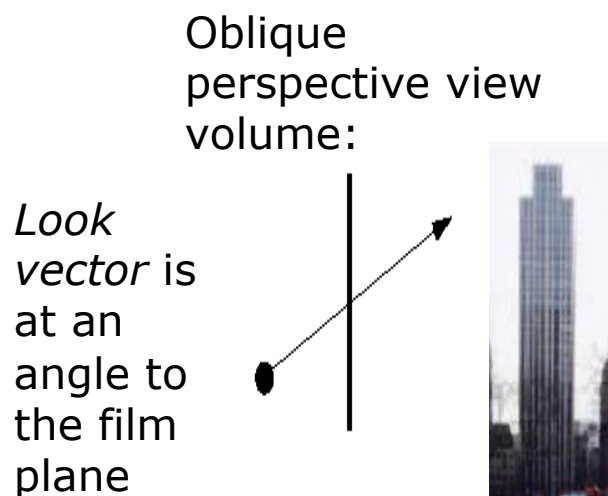 Oblique
perspective view
volume:
Look
vector is
at an
angle to
the film
plane